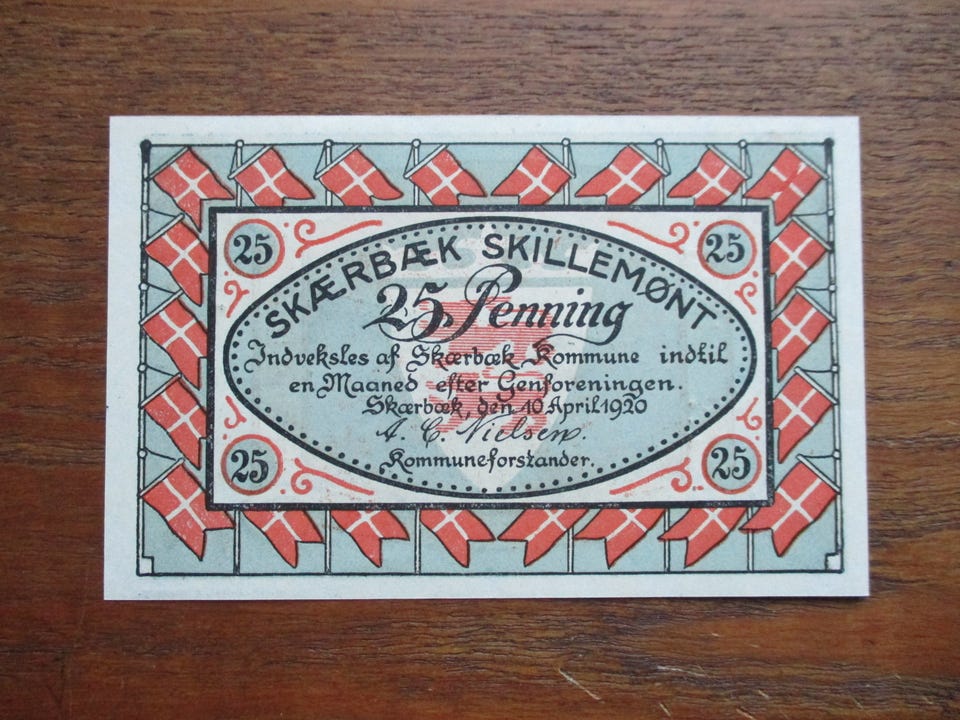 25 25
SKÆRBÆK SKILLEMØNT
25 Penning
Indveksles af Skærbæk Kommune indtil
en Maaned efter Genforeningen.
Skærbæk, den 10 April 1920
A. C. Nielsen.
Kommuneforstander.
25 25